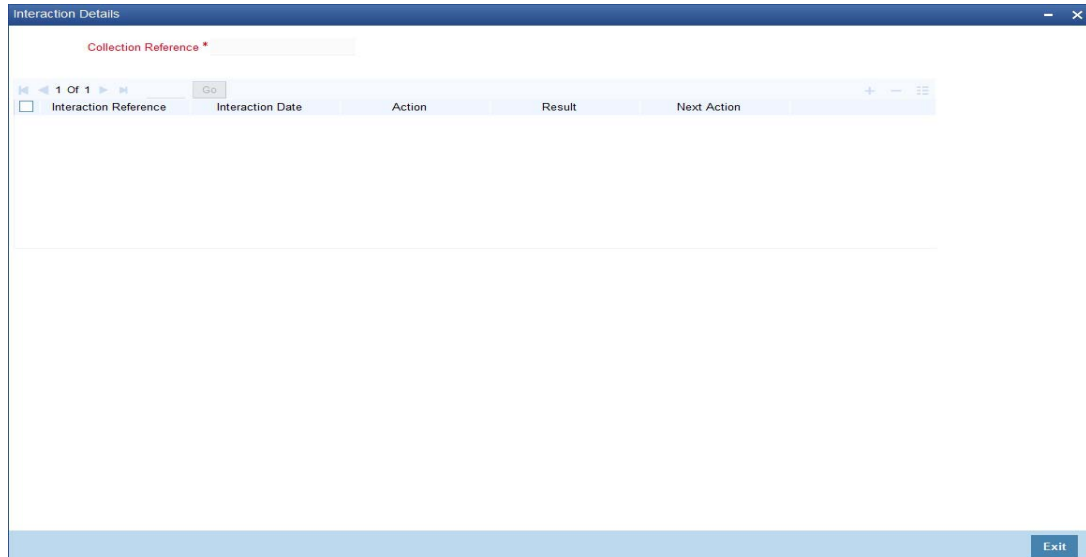 Interaction Details
Collection Reference *
1 Of 1 Go
Interaction Reference Interaction Date Action Result Next Action
Exit